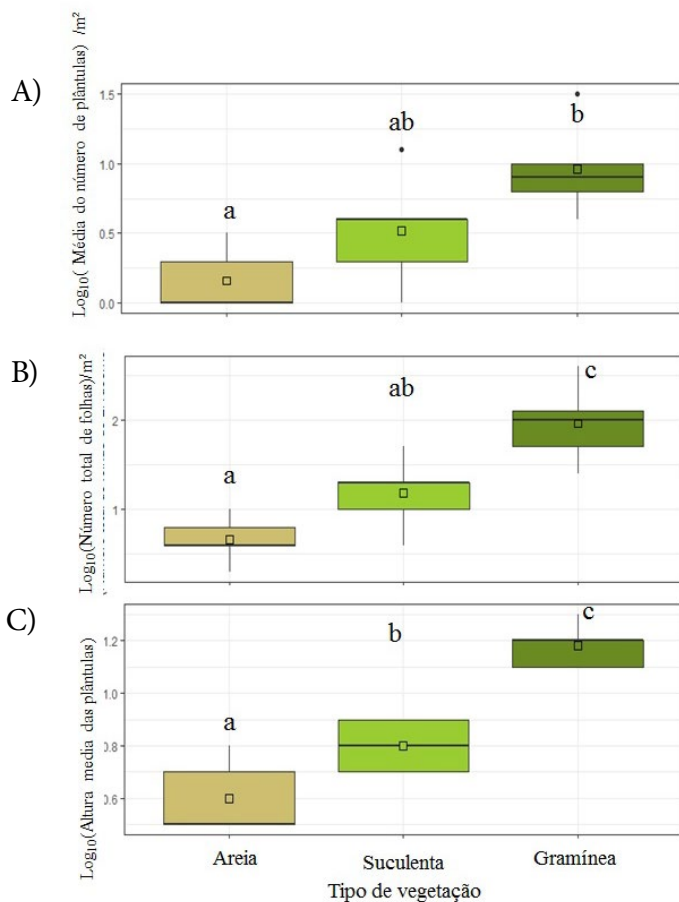 A)
Log₁₀( Média do número de plântulas) /m²
1.5
1.0
0.5
0.0
a
ab
b
B)
Log₁₀(Número total de folhas)/m²
2
1
a
ab
c
C)
Log₁₀(Altura media das plântulas)
1.2
1.0
0.8
0.6
a
b
c
Areia
Suculenta
Gramínea
Tipo de vegetação